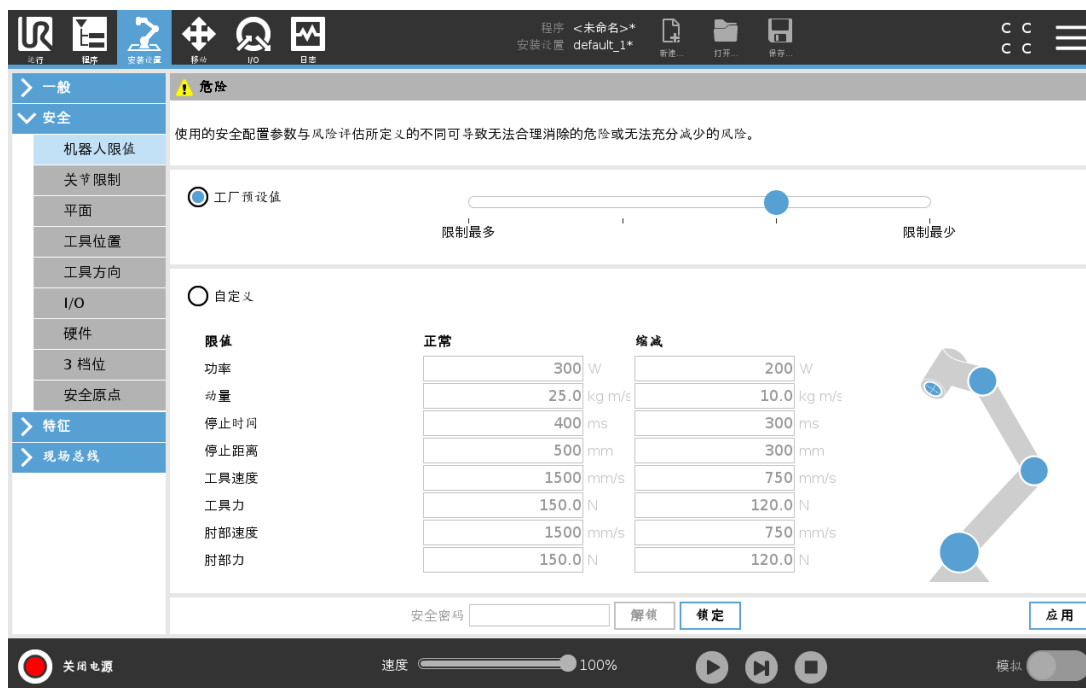 程序 <未命名>*
安装设置 default_1*
UR
运行 程序 安装设置 移动 I/O 日志
新建... 打开... 保存...
C C
C C
一般
安全
机器人限值
关节限制
平面
工具位置
工具方向
I/O
硬件
3 档位
安全原点
特征
现场总线
危险
使用的安全配置参数与风险评估所定义的不同可导致无法合理消除的危险或无法充分减少的风险。
工厂预设值
限制最多 限制最少
自定义
限值 正常 缩减
功率 300 W 200 W
动量 25.0 kg m/s 10.0 kg m/s
停止时间 400 ms 300 ms
停止距离 500 mm 300 mm
工具速度 1500 mm/s 750 mm/s
工具力 150.0 N 120.0 N
肘部速度 1500 mm/s 750 mm/s
肘部力 150.0 N 120.0 N
安全密码 解锁 锁定 应用
关闭电源 速度 100% 模拟